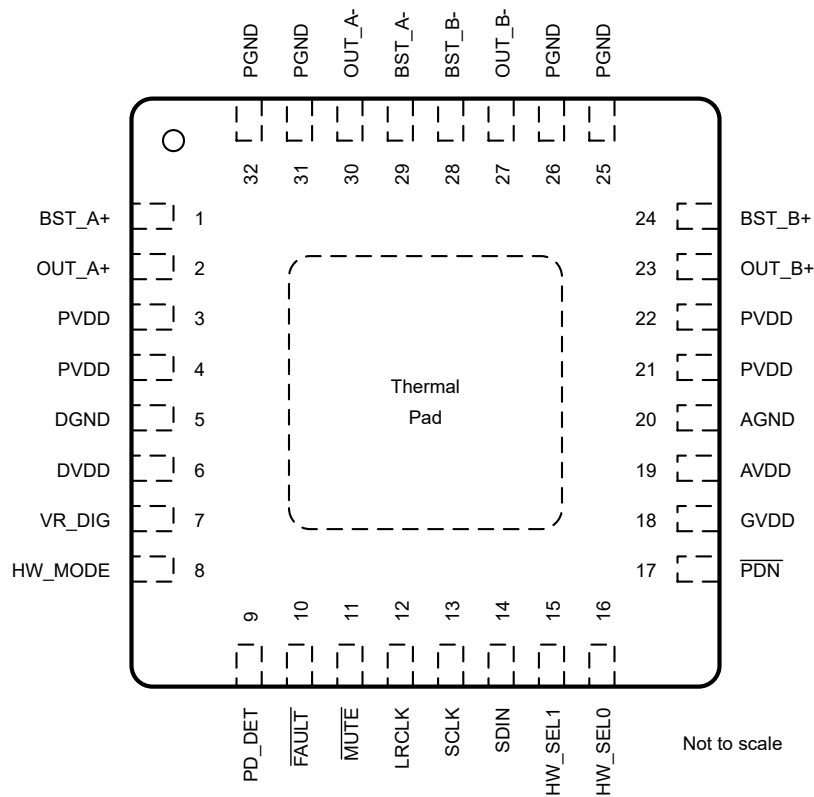 PGND
PGND
OUT_A-
BST_A-
BST_B-
OUT_B-
PGND
PGND
32
31
30
29
28
27
26
25
BST_A+ 1
OUT_A+ 2
PVDD 3
PVDD 4
DGND 5
DVDD 6
VR_DIG 7
HW_MODE 8
Thermal
Pad
24 BST_B+
23 OUT_B+
22 PVDD
21 PVDD
20 AGND
19 AVDD
18 GVDD
17 PDN
9
10
11
12
13
14
15
16
PD_DET
FAULT
MUTE
LRCLK
SCLK
SDIN
HW_SEL1
HW_SEL0
Not to scale